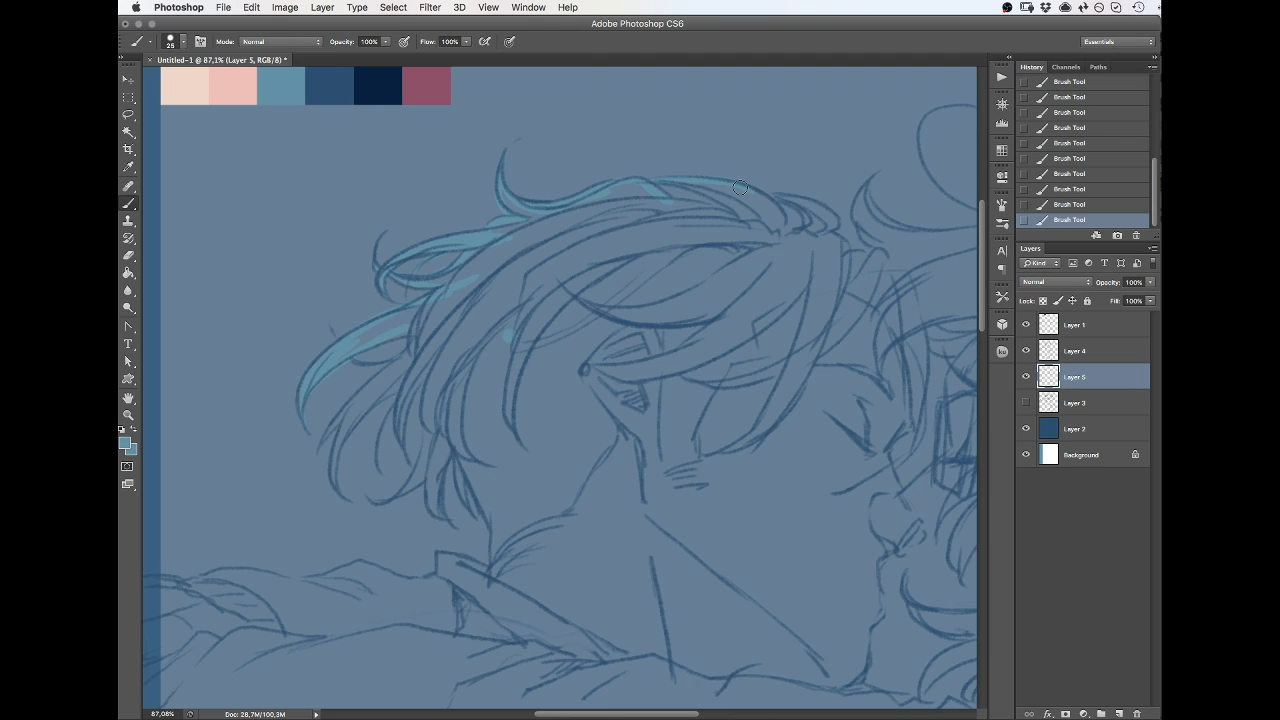 Photoshop File Edit Image Layer Type Select Filter 3D View Window Help
Adobe Photoshop CS6
25 Mode: Normal Opacity: 100% Flow: 100% Essentials
Untitled-1 @ 87,1% (Layer 5, RGB/8) *
History Channels Paths
Brush Tool
Brush Tool
Brush Tool
Brush Tool
Brush Tool
Brush Tool
Brush Tool
Brush Tool
Brush Tool
Brush Tool
Layers
Kind
Normal Opacity: 100%
Lock: Fill: 100%
Layer 1
Layer 4
Layer 5
Layer 3
Layer 2
Background
ku
87,08% Doc: 28,7M/100,3M